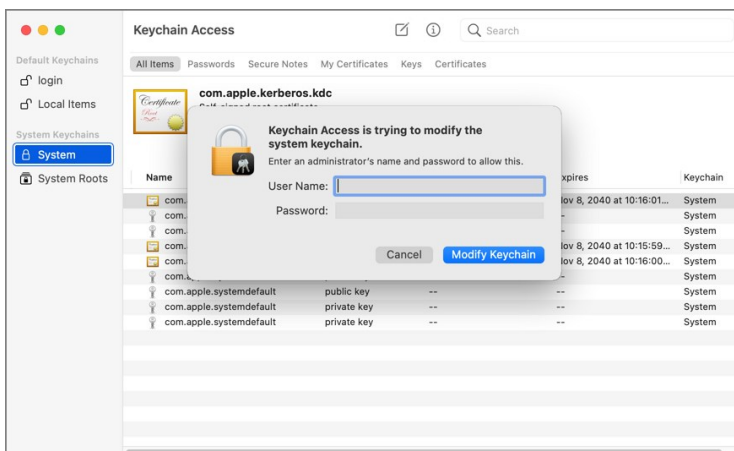 Keychain Access
Search
Default Keychains
login
Local Items
System Keychains
System
System Roots
All Items Passwords Secure Notes My Certificates Keys Certificates
Certificate
Root
com.apple.kerberos.kdc
Keychain Access is trying to modify the
system keychain.
Enter an administrator's name and password to allow this.
User Name:
Password:
Cancel Modify Keychain
Name xpires Keychain
com. lov 8, 2040 at 10:16:01... System
com. -- System
com. System
com. lov 8, 2040 at 10:15:59... System
com. lov 8, 2040 at 10:16:00... System
com. -- -- System
com.apple.systemdefault public key -- -- System
com.apple.systemdefault private key -- -- System
com.apple.systemdefault private key -- -- System